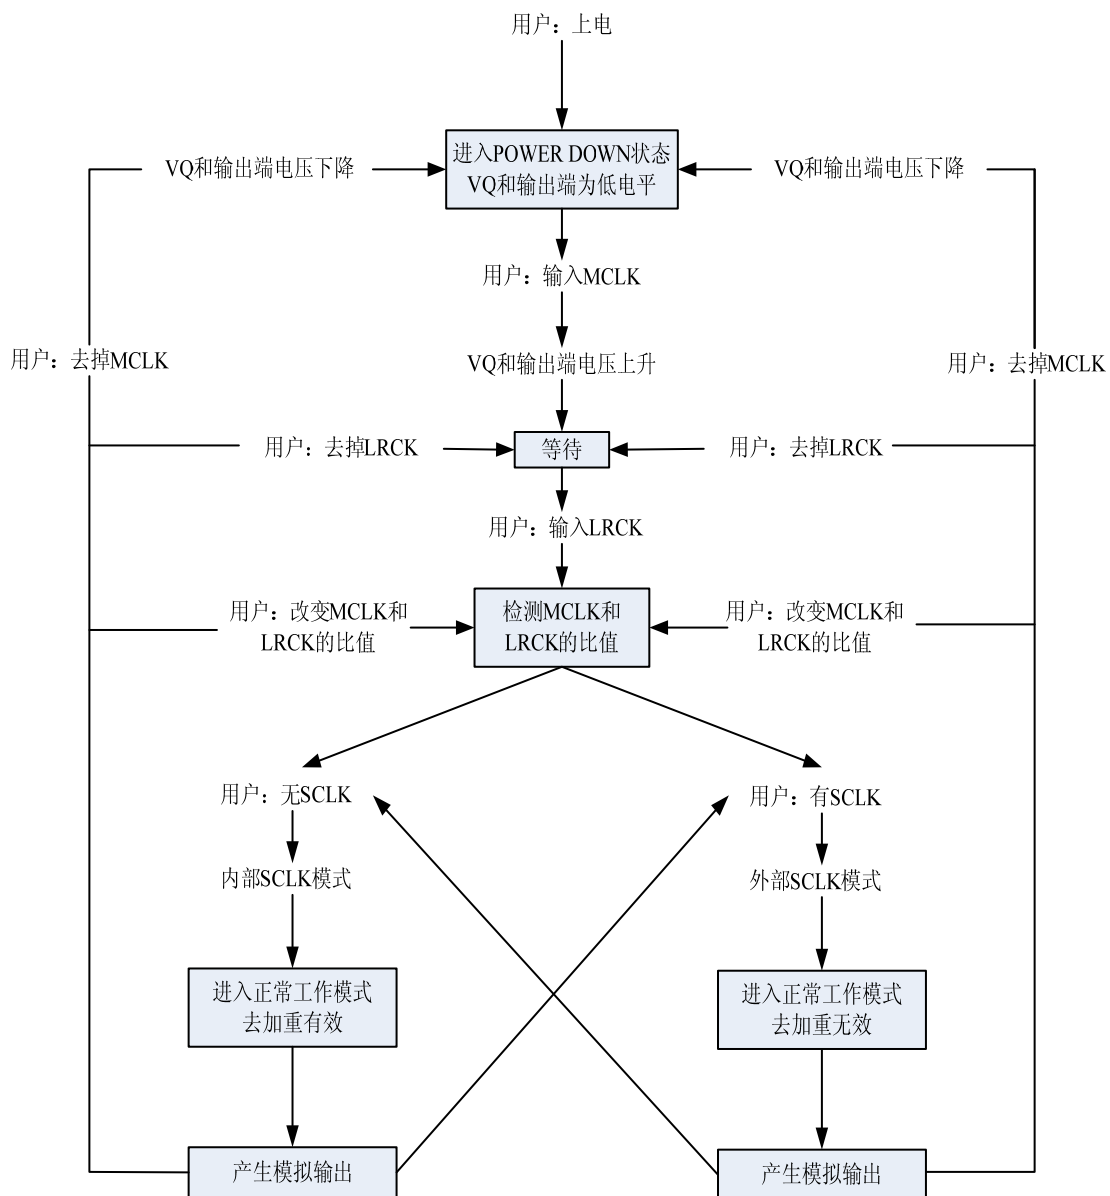 用户：上电
进入POWER DOWN状态
VQ和输出端为低电平
VQ和输出端电压下降
VQ和输出端电压下降
用户：输入MCLK
用户：去掉MCLK
VQ和输出端电压上升
用户：去掉MCLK
用户：去掉LRCK
等待
用户：去掉LRCK
用户：输入LRCK
用户：改变MCLK和
LRCK的比值
检测MCLK和
LRCK的比值
用户：改变MCLK和
LRCK的比值
用户：无SCLK
用户：有SCLK
内部SCLK模式
外部SCLK模式
进入正常工作模式
去加重有效
进入正常工作模式
去加重无效
产生模拟输出
产生模拟输出